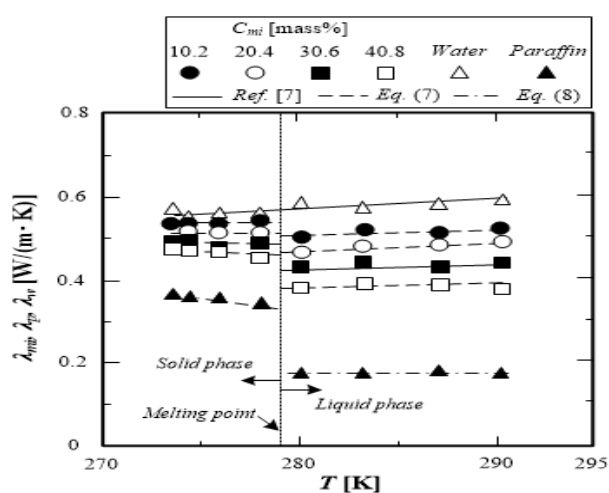 C_mi [mass%]
10.2 20.4 30.6 40.8 Water Paraffin
Ref. [7] Eq. (7) Eq. (8)
λ_mi, λ_p, λ_w [W/(m·K)]
0.8
0.6
0.4
0.2
0
Solid phase
Liquid phase
Melting point
270 280 290 295
T [K]